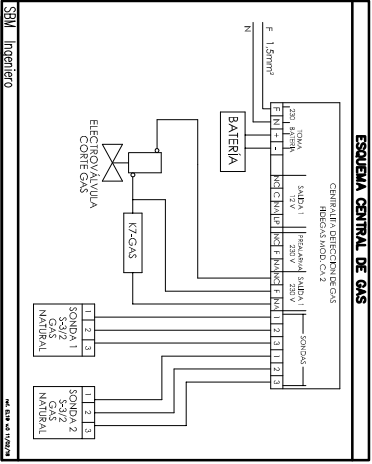 ESQUEMA CENTRAL DE GAS
CENTRALITA DETECCION DE GAS
FIDEGAS MOD. CA 2
230
TOMA
BATERÍA
SALIDA 1
12 V
PREALARMA
230 V
SALIDA 1
230 V
SONDAS
F N + - NC C NA LP NC F NA NC F NA 1 2 3 1 2 3
F 1,5mm²
N
BATERÍA
ELECTROVÁLVULA
CORTE GAS
K7-GAS
1 2 3
SONDA 1
S-3/2
GAS
NATURAL
1 2 3
SONDA 2
S-3/2
GAS
NATURAL
SBM Ingeniero